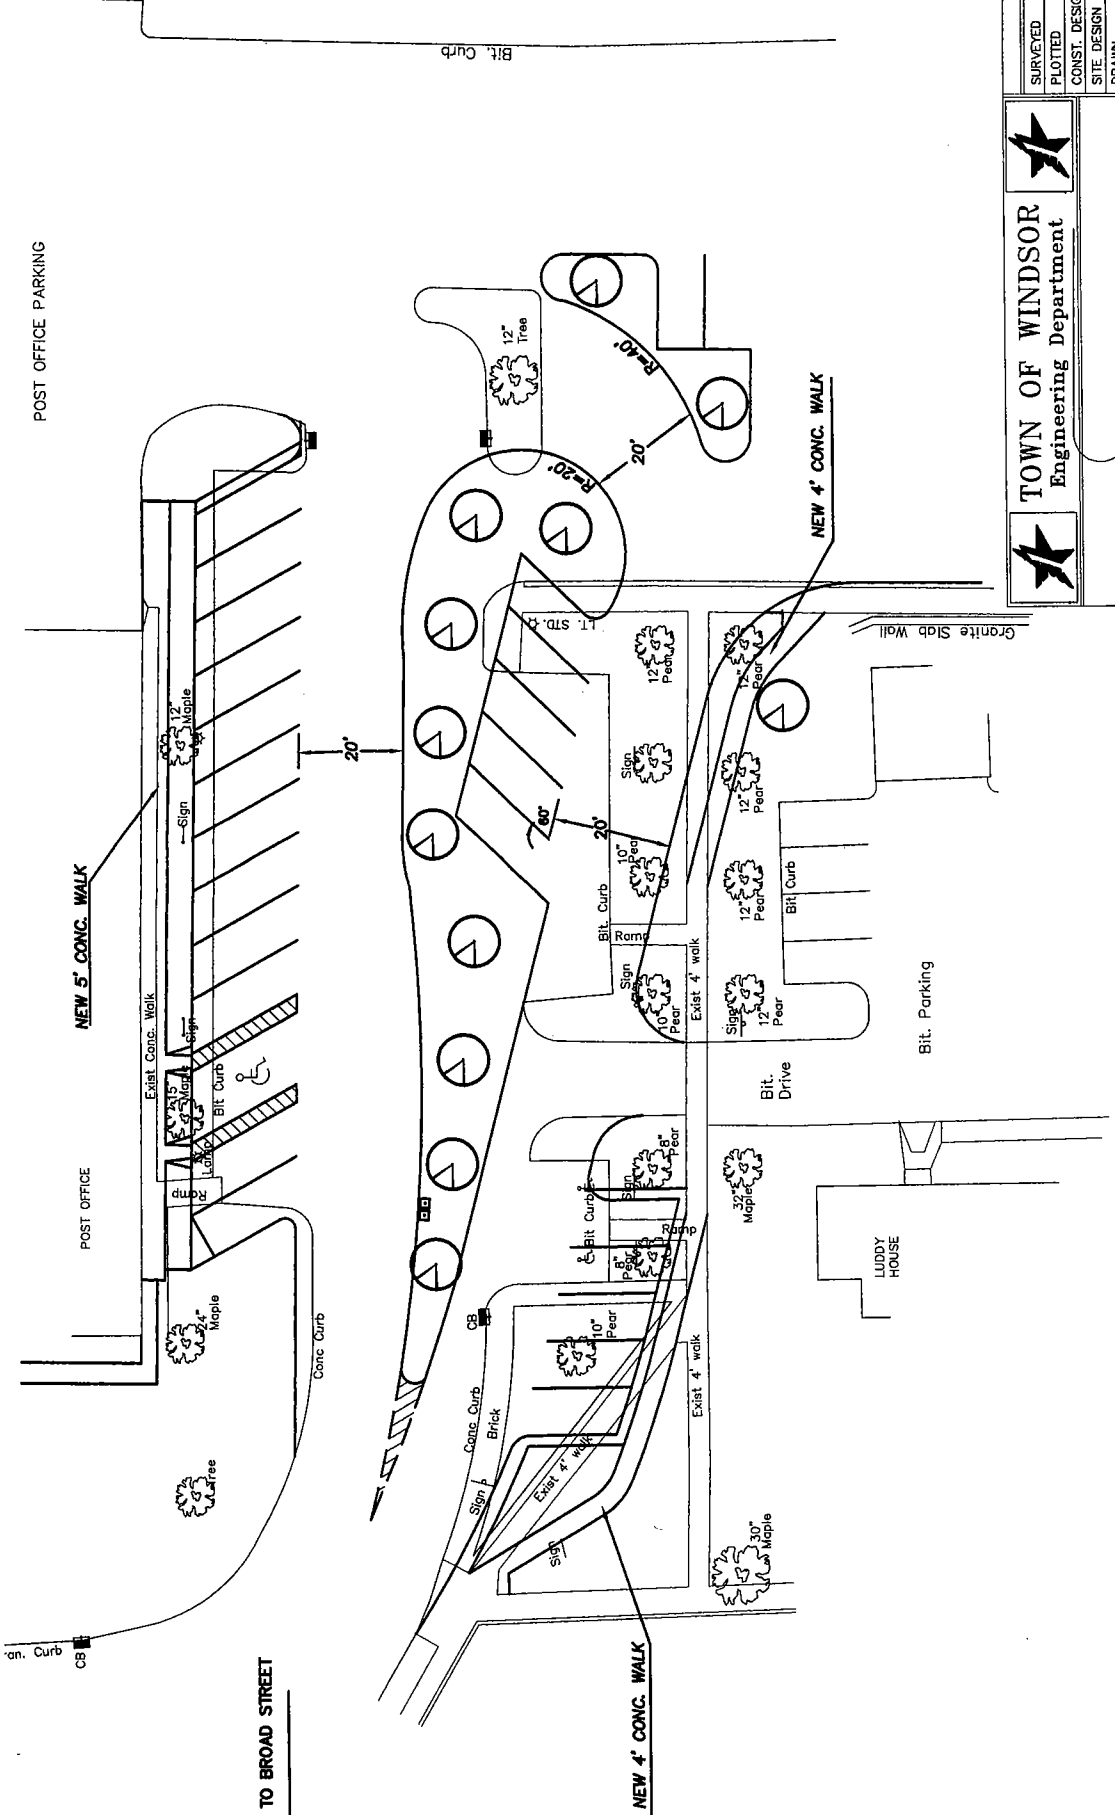 POST OFFICE PARKING
Bit. Curb
SURVEYED
PLOTTED
CONST. DESIG
SITE DESIGN
TOWN OF WINDSOR
Engineering Department
12"
Tree
R=40'
R=20'
20'
NEW 4' CONC. WALK
Granite Slab Wall
LT. STD.
12"
Pear
12"
Pear
12"
Maple
Sign
20'
Sign
NEW 5' CONC. WALK
60°
20'
10"
Pear
12"
Pear
12"
Pear
Bit. Curb
Bit. Curb
Ramp
Exist 4' walk
Sign
10"
Pear
Sign
12"
Pear
Bit. Parking
Bit.
Drive
Exist Conc. Walk
Sign
15"
Maple
Bit Curb
Lamp
Ramp
POST OFFICE
8"
Pear
Sign
Bit Curb
Ramp
8"
Pear
32"
Maple
LUDDY
HOUSE
24"
Maple
Conc Curb
CB
10"
Pear
Conc Curb
Brick
Exist 4' walk
Exist 4' walk
Sign
Sign
Tree
30"
Maple
an. Curb
CB
TO BROAD STREET
NEW 4' CONC. WALK